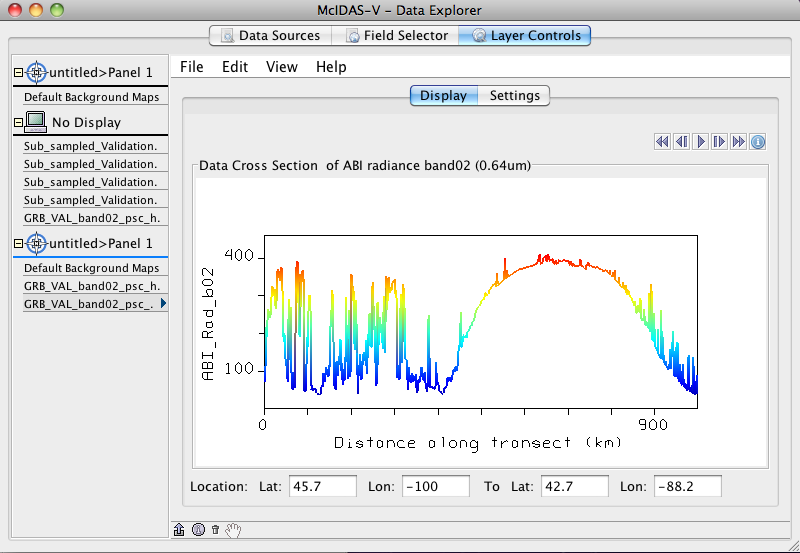 McIDAS-V - Data Explorer
Data Sources Field Selector Layer Controls
untitled>Panel 1
Default Background Maps
No Display
Sub_sampled_Validation.
Sub_sampled_Validation.
Sub_sampled_Validation.
Sub_sampled_Validation.
GRB_VAL_band02_psc_h.
untitled>Panel 1
Default Background Maps
GRB_VAL_band02_psc_h.
GRB_VAL_band02_psc_.
File Edit View Help
Display Settings
Data Cross Section of ABI radiance band02 (0.64um)
400
100
ABI_Rad_b02
0 900
Distance along transect (km)
Location: Lat: 45.7 Lon: -100 To Lat: 42.7 Lon: -88.2